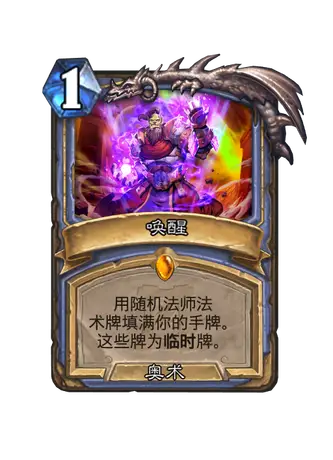 1
唤醒
用随机法师法
术牌填满你的手牌。
这些牌为临时牌。
奥术